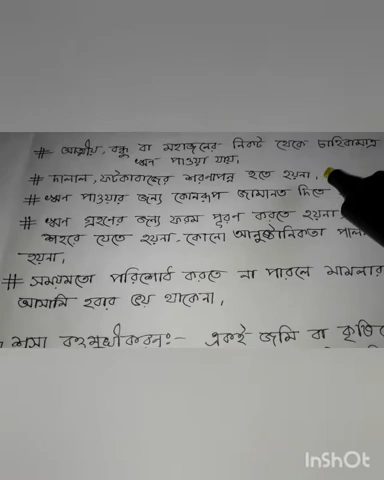 # আত্মীয়, বন্ধু বা মহাজনের নিকট থেকে চাহিবামাত্র
ঋণ পাওয়া যায়।
# দালাল, ফটকাবাজের শরণাপন্ন হতে হয়না।
# ঋণ পাওয়ার জন্য কোনরূপ জামানত দিতে
# ঋণ গ্রহনের জন্য ফরম পূরণ করতে হয়না
শহরে যেতে হয়না. কোনো আনুষ্ঠানিকতা পাল
হয়না।
# সময়মতো পরিশোধ করতে না পারলে মামলার
আসামি হবার ভয় থাকেনা।
শস্য বহুমুখীকরনঃ- একই জমি বা কৃষি
InShOt